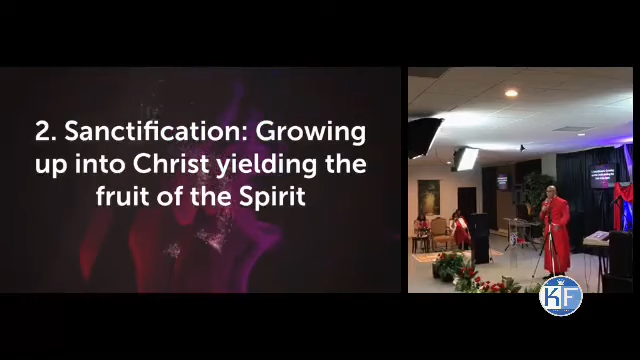 2. Sanctification: Growing
up into Christ yielding the
fruit of the Spirit
KF